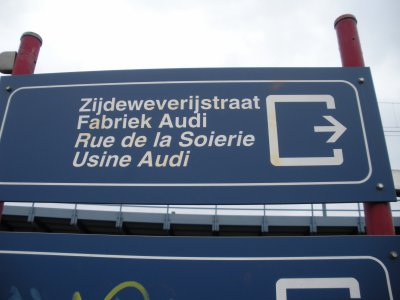 Zijdeweverijstraat
Fabriek Audi
Rue de la Soierie
Usine Audi